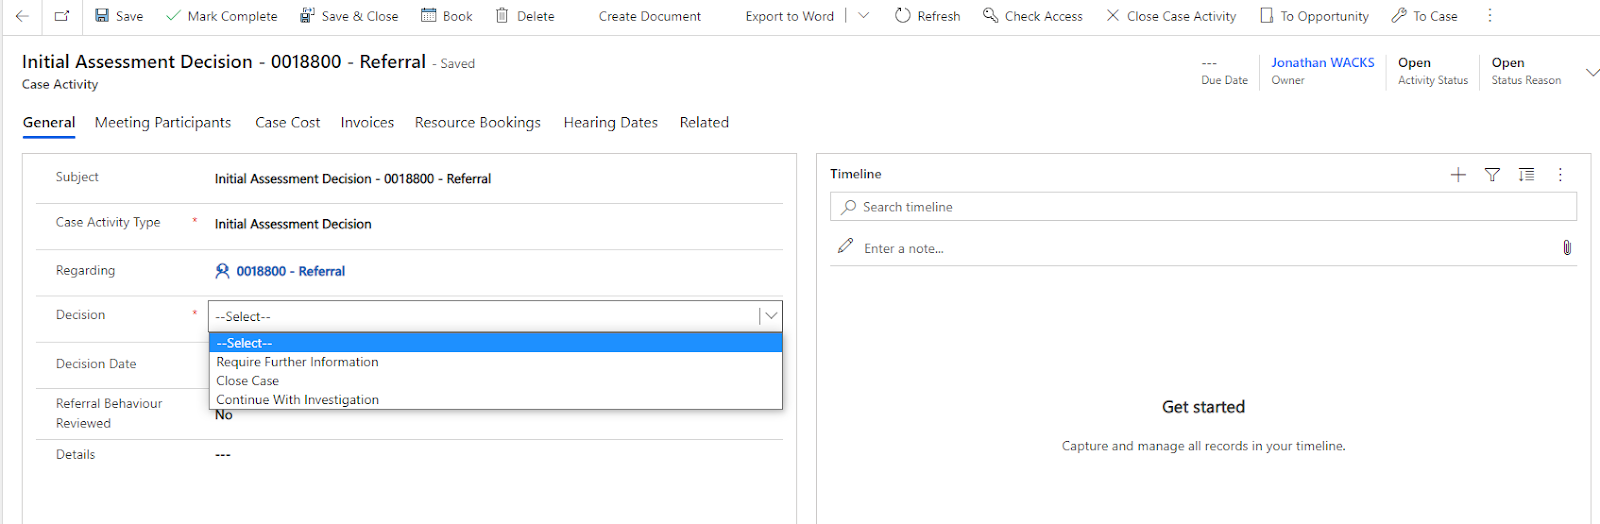 Save Mark Complete Save & Close Book Delete Create Document Export to Word Refresh Check Access Close Case Activity To Opportunity To Case
Initial Assessment Decision - 0018800 - Referral - Saved
Case Activity
--- Jonathan WACKS Open Open
Due Date Owner Activity Status Status Reason
General Meeting Participants Case Cost Invoices Resource Bookings Hearing Dates Related
Subject Initial Assessment Decision - 0018800 - Referral
Case Activity Type * Initial Assessment Decision
Regarding 0018800 - Referral
Decision * --Select--
--Select--
Require Further Information
Close Case
Continue With Investigation
Decision Date
Referral Behaviour
Reviewed
No
Details ---
Timeline
Search timeline
Enter a note...
Get started
Capture and manage all records in your timeline.